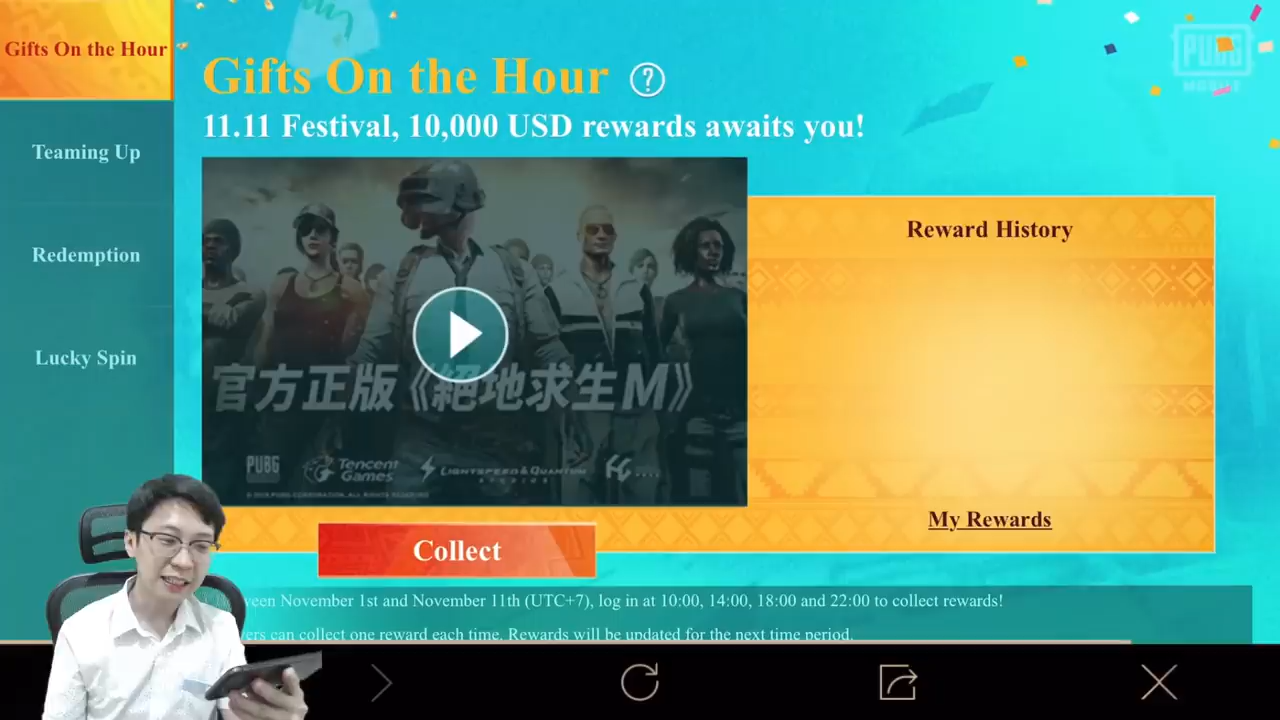 Gifts On the Hour
Teaming Up
Redemption
Lucky Spin
Gifts On the Hour ?
11.11 Festival, 10,000 USD rewards awaits you!
PUBG
MOBILE
官方正版《絕地求生M》
PUBG
Tencent
Games
LIGHTSPEED & QUANTUM
STUDIOS
Reward History
My Rewards
Collect
November 1st and November 11th (UTC+7), log in at 10:00, 14:00, 18:00 and 22:00 to collect rewards!
can collect one reward each time. Rewards will be updated for the next time period.